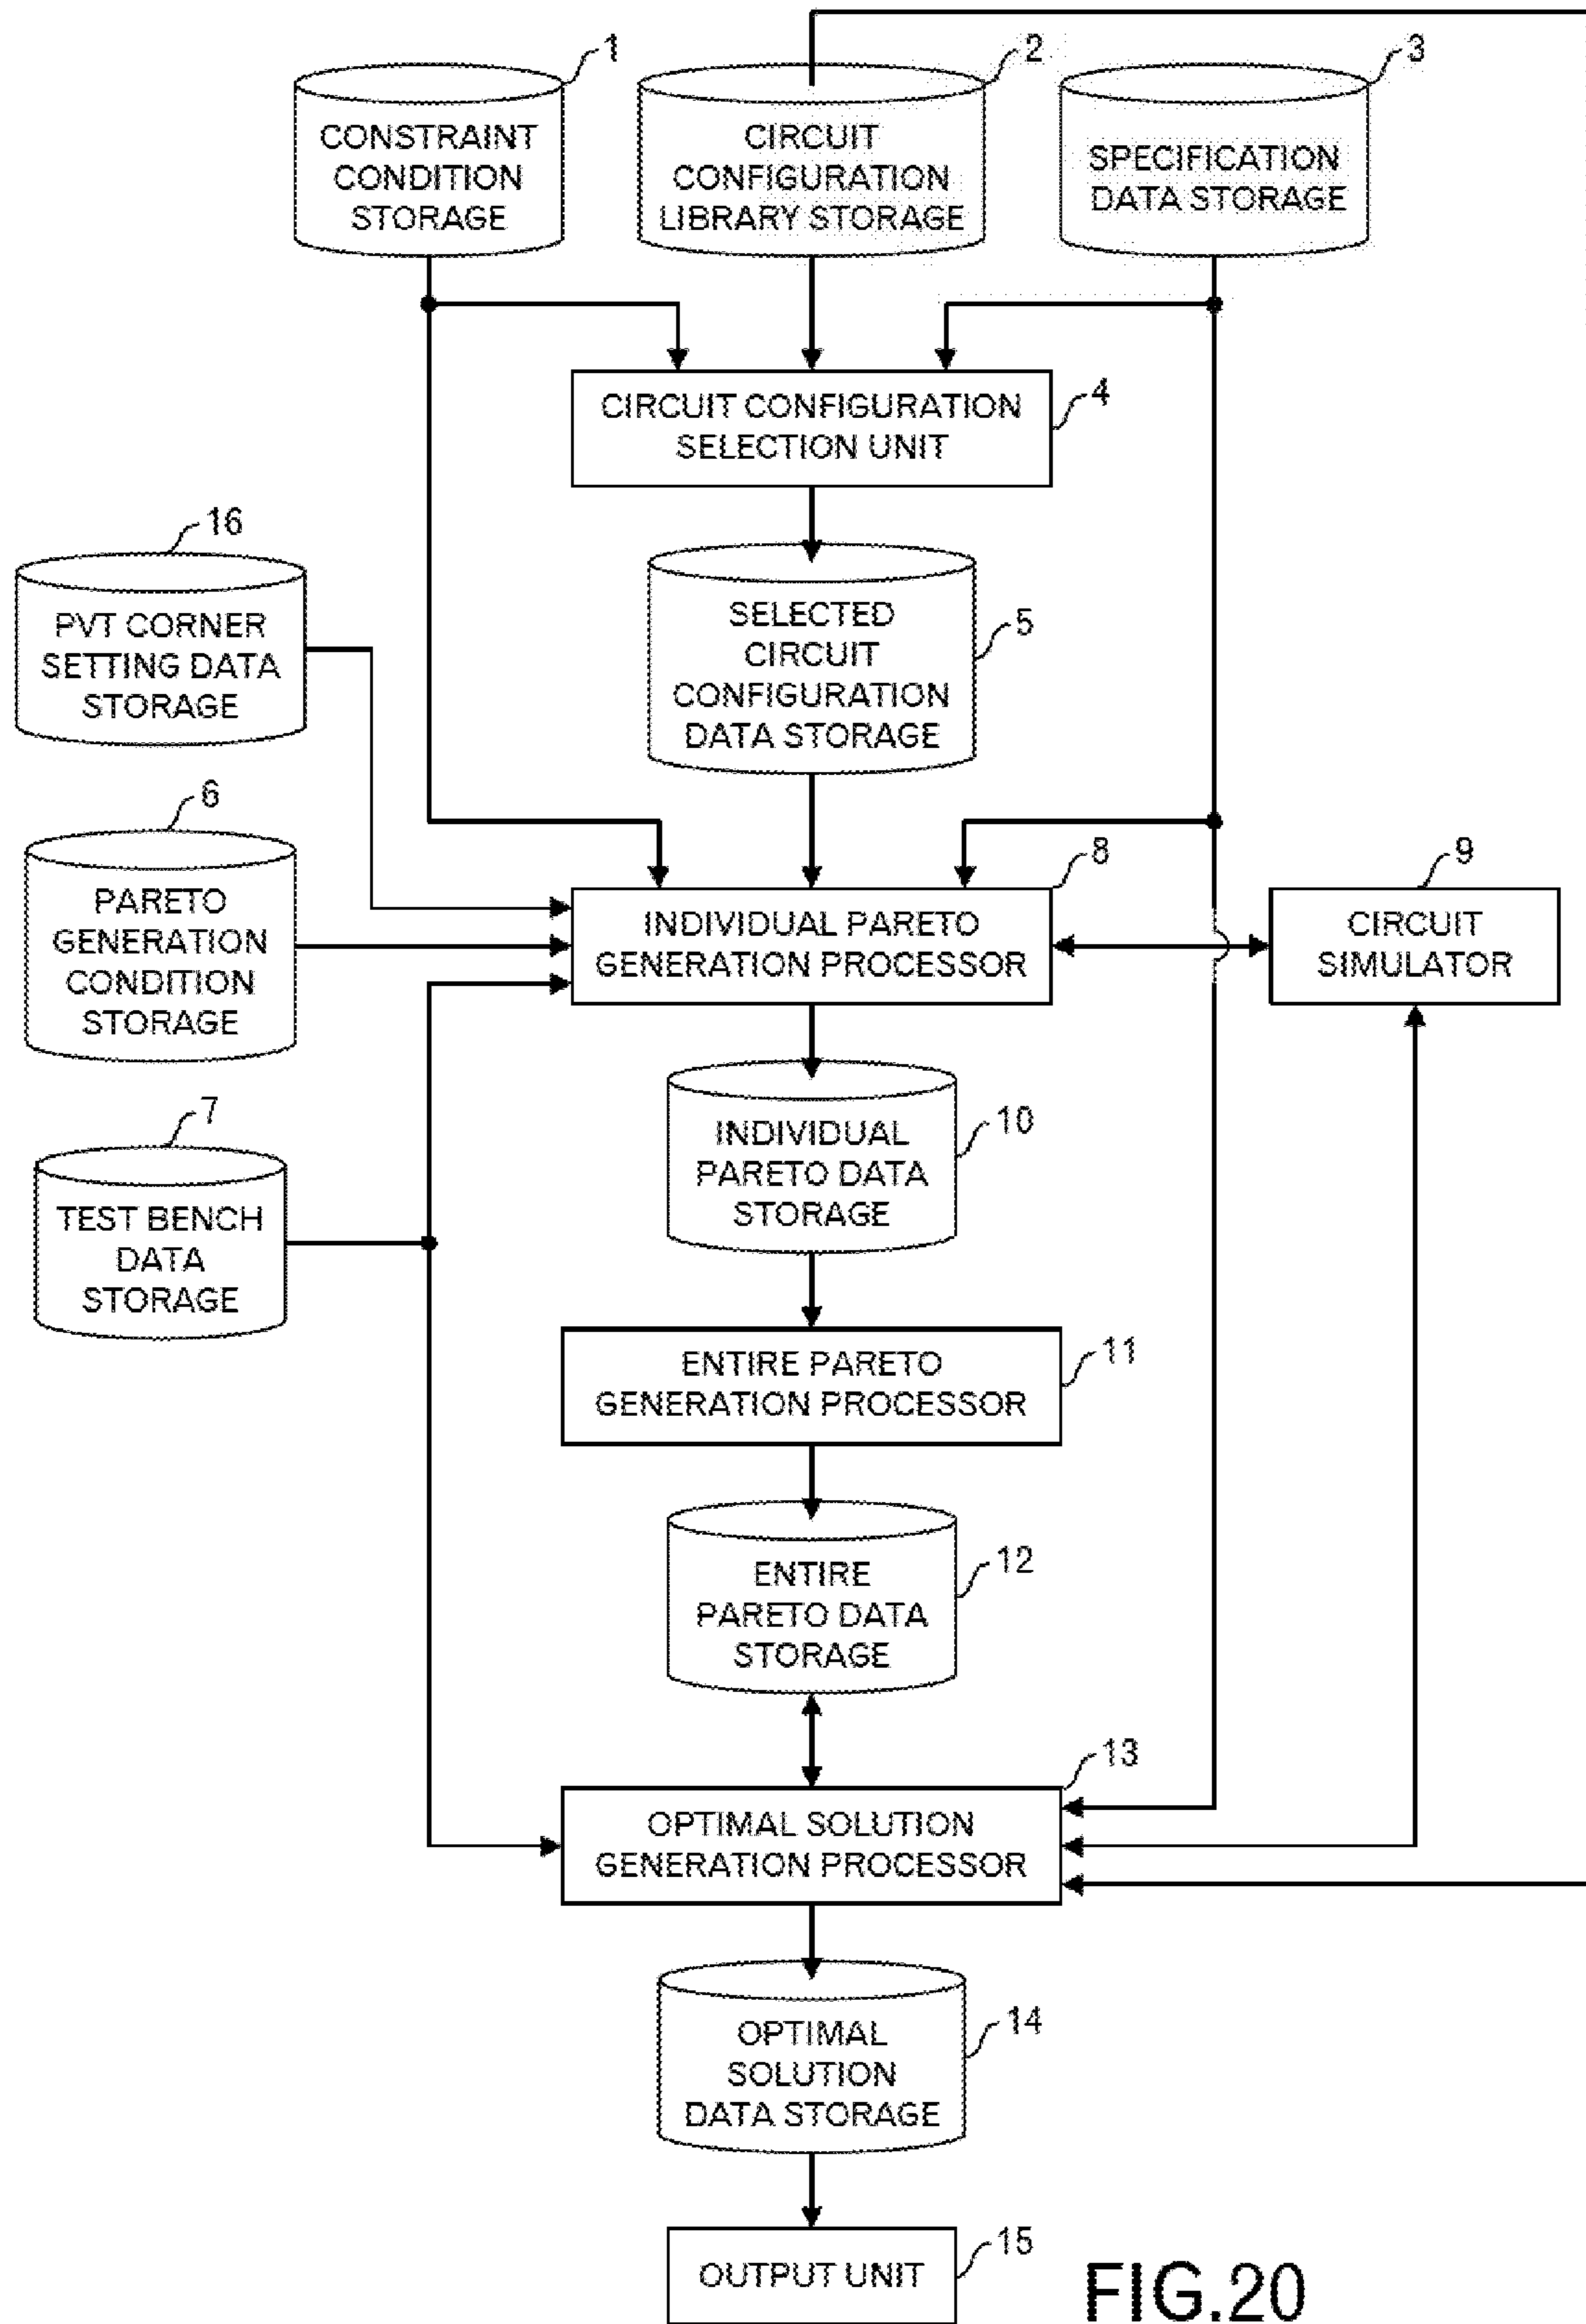 1
CONSTRAINT
CONDITION
STORAGE
2
CIRCUIT
CONFIGURATION
LIBRARY STORAGE
3
SPECIFICATION
DATA STORAGE
CIRCUIT CONFIGURATION
SELECTION UNIT
4
16
PVT CORNER
SETTING DATA
STORAGE
SELECTED
CIRCUIT
CONFIGURATION
DATA STORAGE
5
6
PARETO
GENERATION
CONDITION
STORAGE
8
INDIVIDUAL PARETO
GENERATION PROCESSOR
9
CIRCUIT
SIMULATOR
7
TEST BENCH
DATA
STORAGE
INDIVIDUAL
PARETO DATA
STORAGE
10
ENTIRE PARETO
GENERATION PROCESSOR
11
ENTIRE
PARETO DATA
STORAGE
12
13
OPTIMAL SOLUTION
GENERATION PROCESSOR
OPTIMAL
SOLUTION
DATA STORAGE
14
OUTPUT UNIT
15
FIG.20